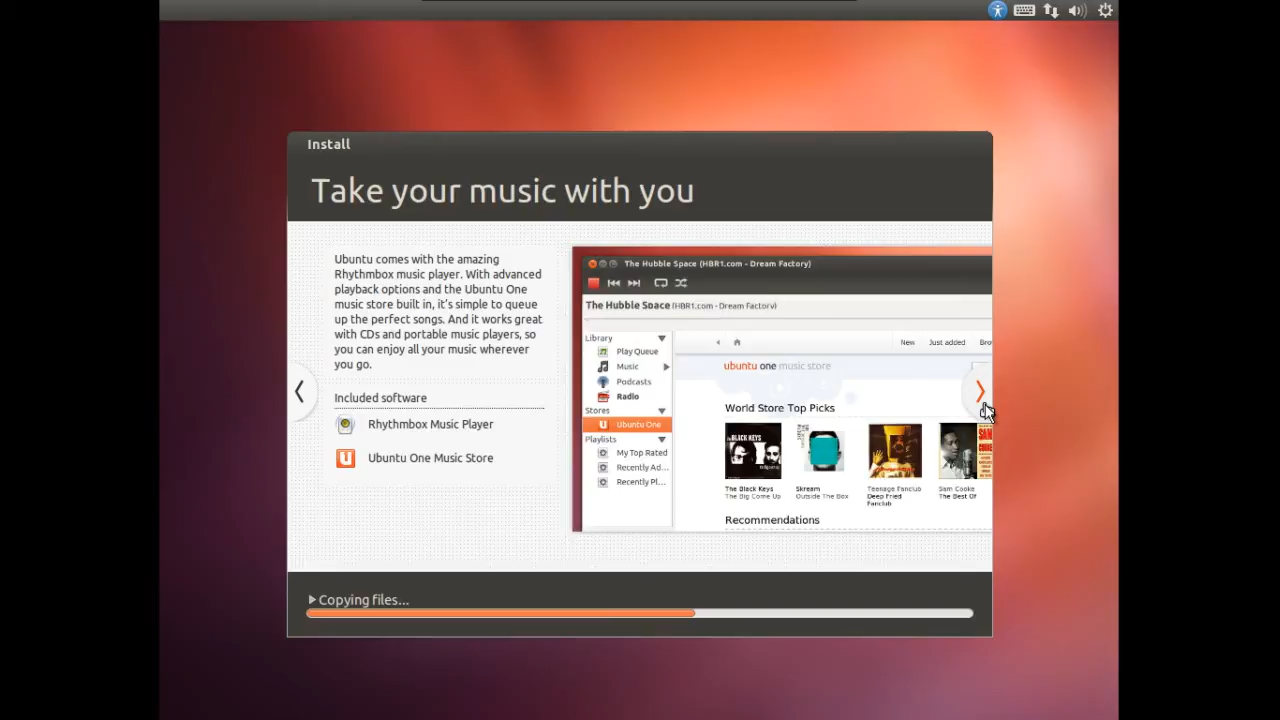 Install
Take your music with you
Ubuntu comes with the amazing
Rhythmbox music player. With advanced
playback options and the Ubuntu One
music store built in, it's simple to queue
up the perfect songs. And it works great
with CDs and portable music players, so
you can enjoy all your music wherever
you go.
Included software
Rhythmbox Music Player
Ubuntu One Music Store
The Hubble Space (HBR1.com - Dream Factory)
The Hubble Space (HBR1.com - Dream Factory)
Library
Play Queue
Music
Podcasts
Radio
Stores
Ubuntu One
Playlists
My Top Rated
Recently Ad...
Recently Pl...
New Just added Bro
ubuntu one music store
World Store Top Picks
The BLACK KEYS
SAM
The Black Keys
The Big Come Up
Skream
Outside The Box
Teenage Fanclub
Deep Fried
Fanclub
Sam Cooke
The Best Of
Recommendations
Copying files...